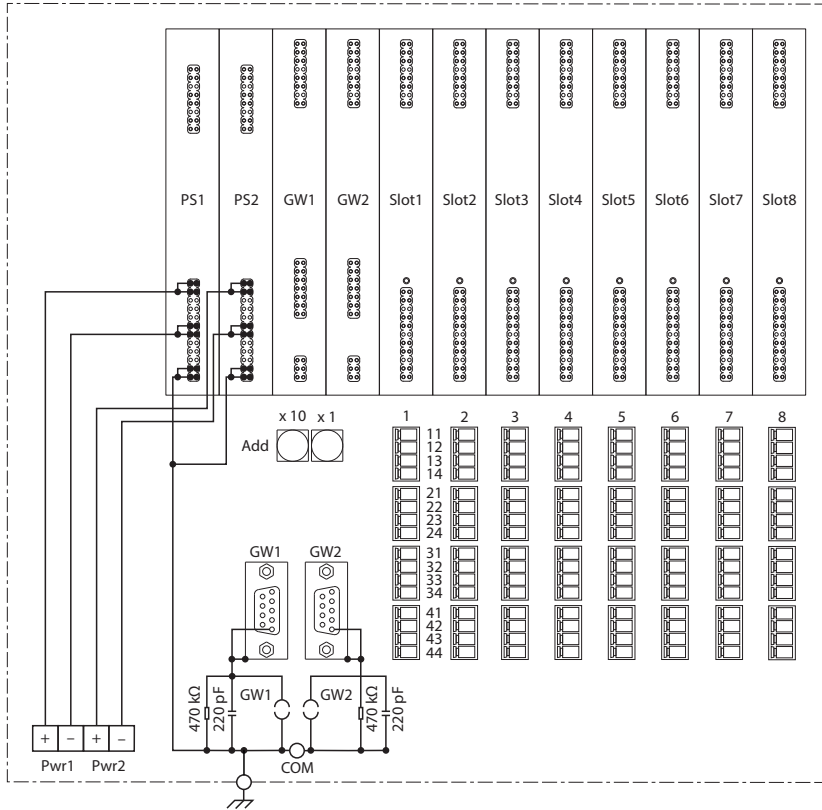 PS1 PS2 GW1 GW2 Slot1 Slot2 Slot3 Slot4 Slot5 Slot6 Slot7 Slot8
x 10 x 1
Add
1 2 3 4 5 6 7 8
11
12
13
14
21
22
23
24
31
32
33
34
41
42
43
44
GW1 GW2
470 kΩ
220 pF
GW1
GW2
470 kΩ
220 pF
+ – + –
Pwr1 Pwr2
COM